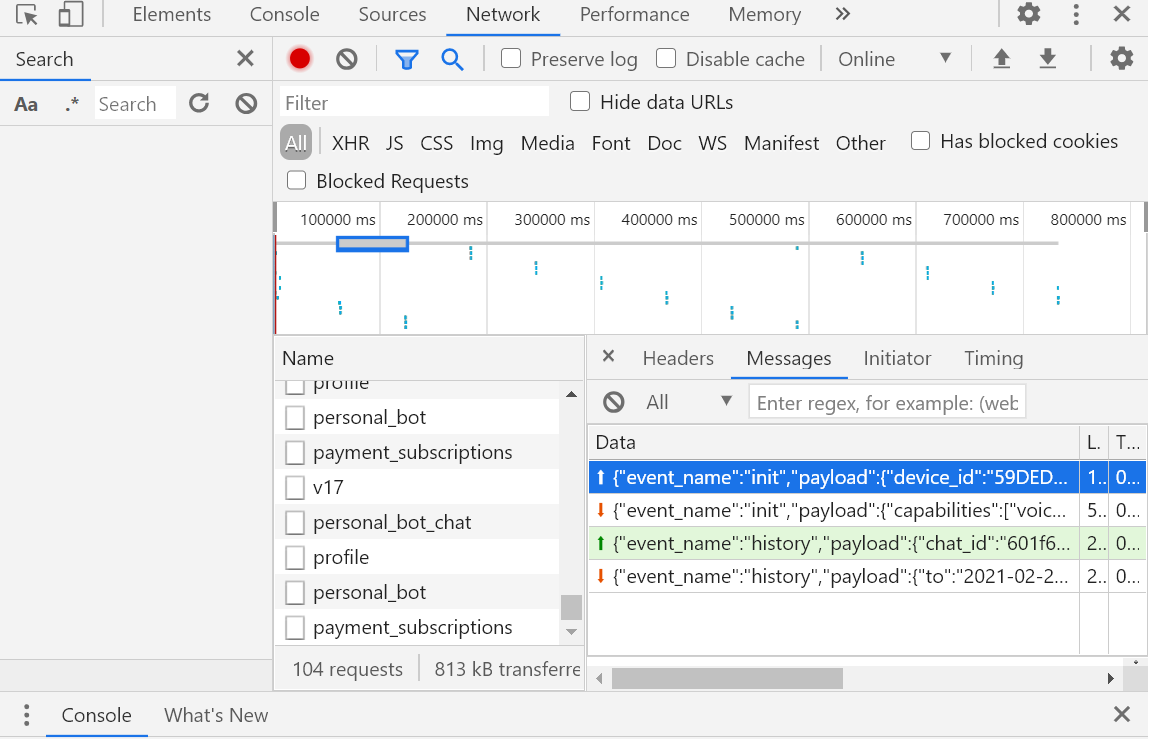 Elements Console Sources Network Performance Memory
Search
Preserve log Disable cache Online
Aa .* Search
Filter Hide data URLs
All XHR JS CSS Img Media Font Doc WS Manifest Other Has blocked cookies
Blocked Requests
100000 ms 200000 ms 300000 ms 400000 ms 500000 ms 600000 ms 700000 ms 800000 ms
Name
profile
personal_bot
payment_subscriptions
v17
personal_bot_chat
profile
personal_bot
payment_subscriptions
104 requests 813 kB transferre
Headers Messages Initiator Timing
All Enter regex, for example: (web
Data L. T...
{"event_name":"init","payload":{"device_id":"59DED... 1.. 0...
{"event_name":"init","payload":{"capabilities":["voic... 5.. 0...
{"event_name":"history","payload":{"chat_id":"601f6... 2.. 0...
{"event_name":"history","payload":{"to":"2021-02-2... 2.. 0...
Console What's New